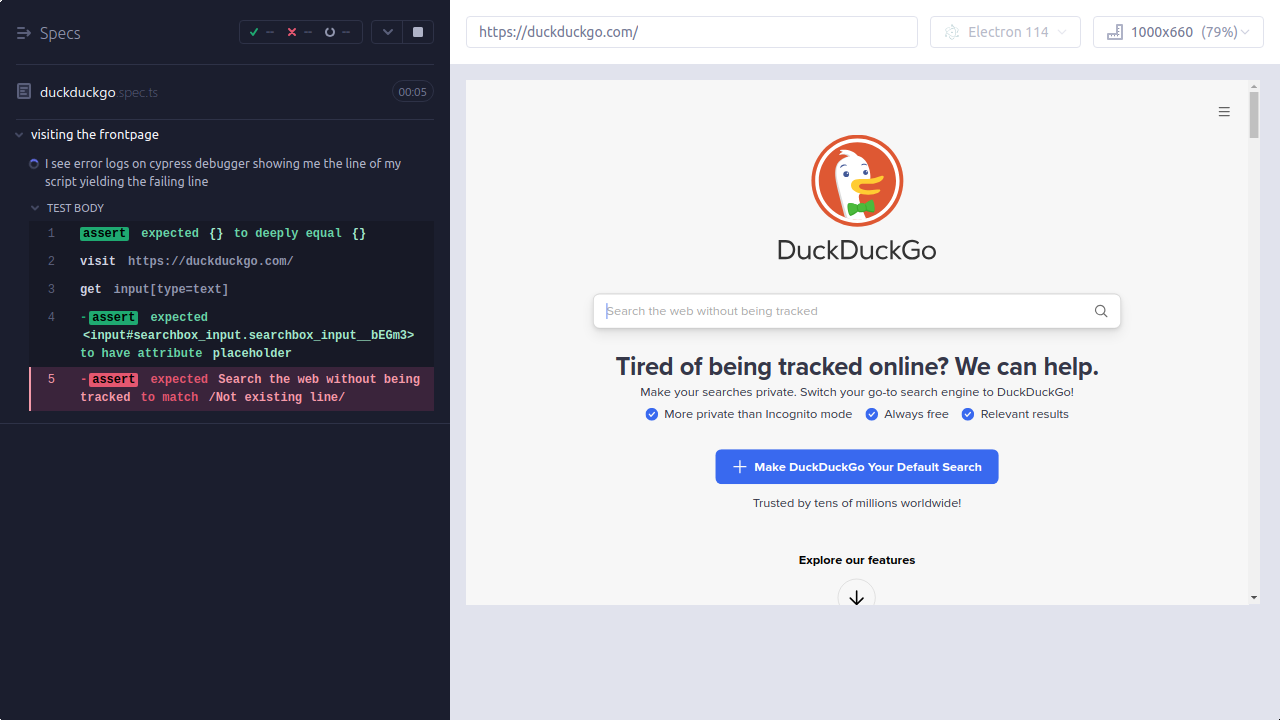 Specs
-- -- --
duckduckgo.spec.ts
00:05
visiting the frontpage
I see error logs on cypress debugger showing me the line of my
script yielding the failing line
TEST BODY
1 assert expected {} to deeply equal {}
2 visit https://duckduckgo.com/
3 get input[type=text]
4 -assert expected
<input#searchbox_input.searchbox_input__bEGm3>
to have attribute placeholder
5 -assert expected Search the web without being
tracked to match /Not existing line/
https://duckduckgo.com/
Electron 114
1000x660 (79%)
DuckDuckGo
Search the web without being tracked
Tired of being tracked online? We can help.
Make your searches private. Switch your go-to search engine to DuckDuckGo!
More private than Incognito mode Always free Relevant results
Make DuckDuckGo Your Default Search
Trusted by tens of millions worldwide!
Explore our features